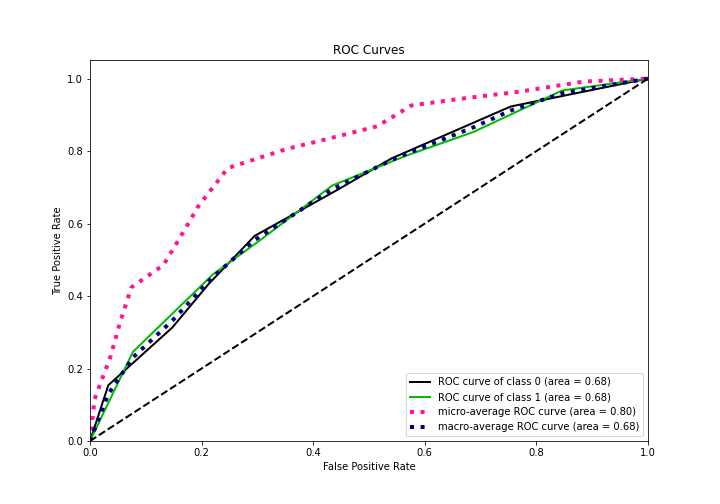 ROC Curves
1.0
0.8
0.6
0.4
0.2
0.0
True Positive Rate
0.0 0.2 0.4 0.6 0.8 1.0
False Positive Rate
ROC curve of class 0 (area = 0.68)
ROC curve of class 1 (area = 0.68)
micro-average ROC curve (area = 0.80)
macro-average ROC curve (area = 0.68)